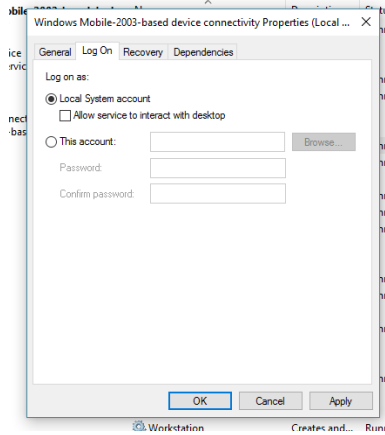 Windows Mobile-2003-based device connectivity Properties (Local ...
General
Log On
Recovery
Dependencies
Log on as:
Local System account
Allow service to interact with desktop
This account:
Browse...
Password:
Confirm password:
OK
Cancel
Apply
Workstation
Creates and...